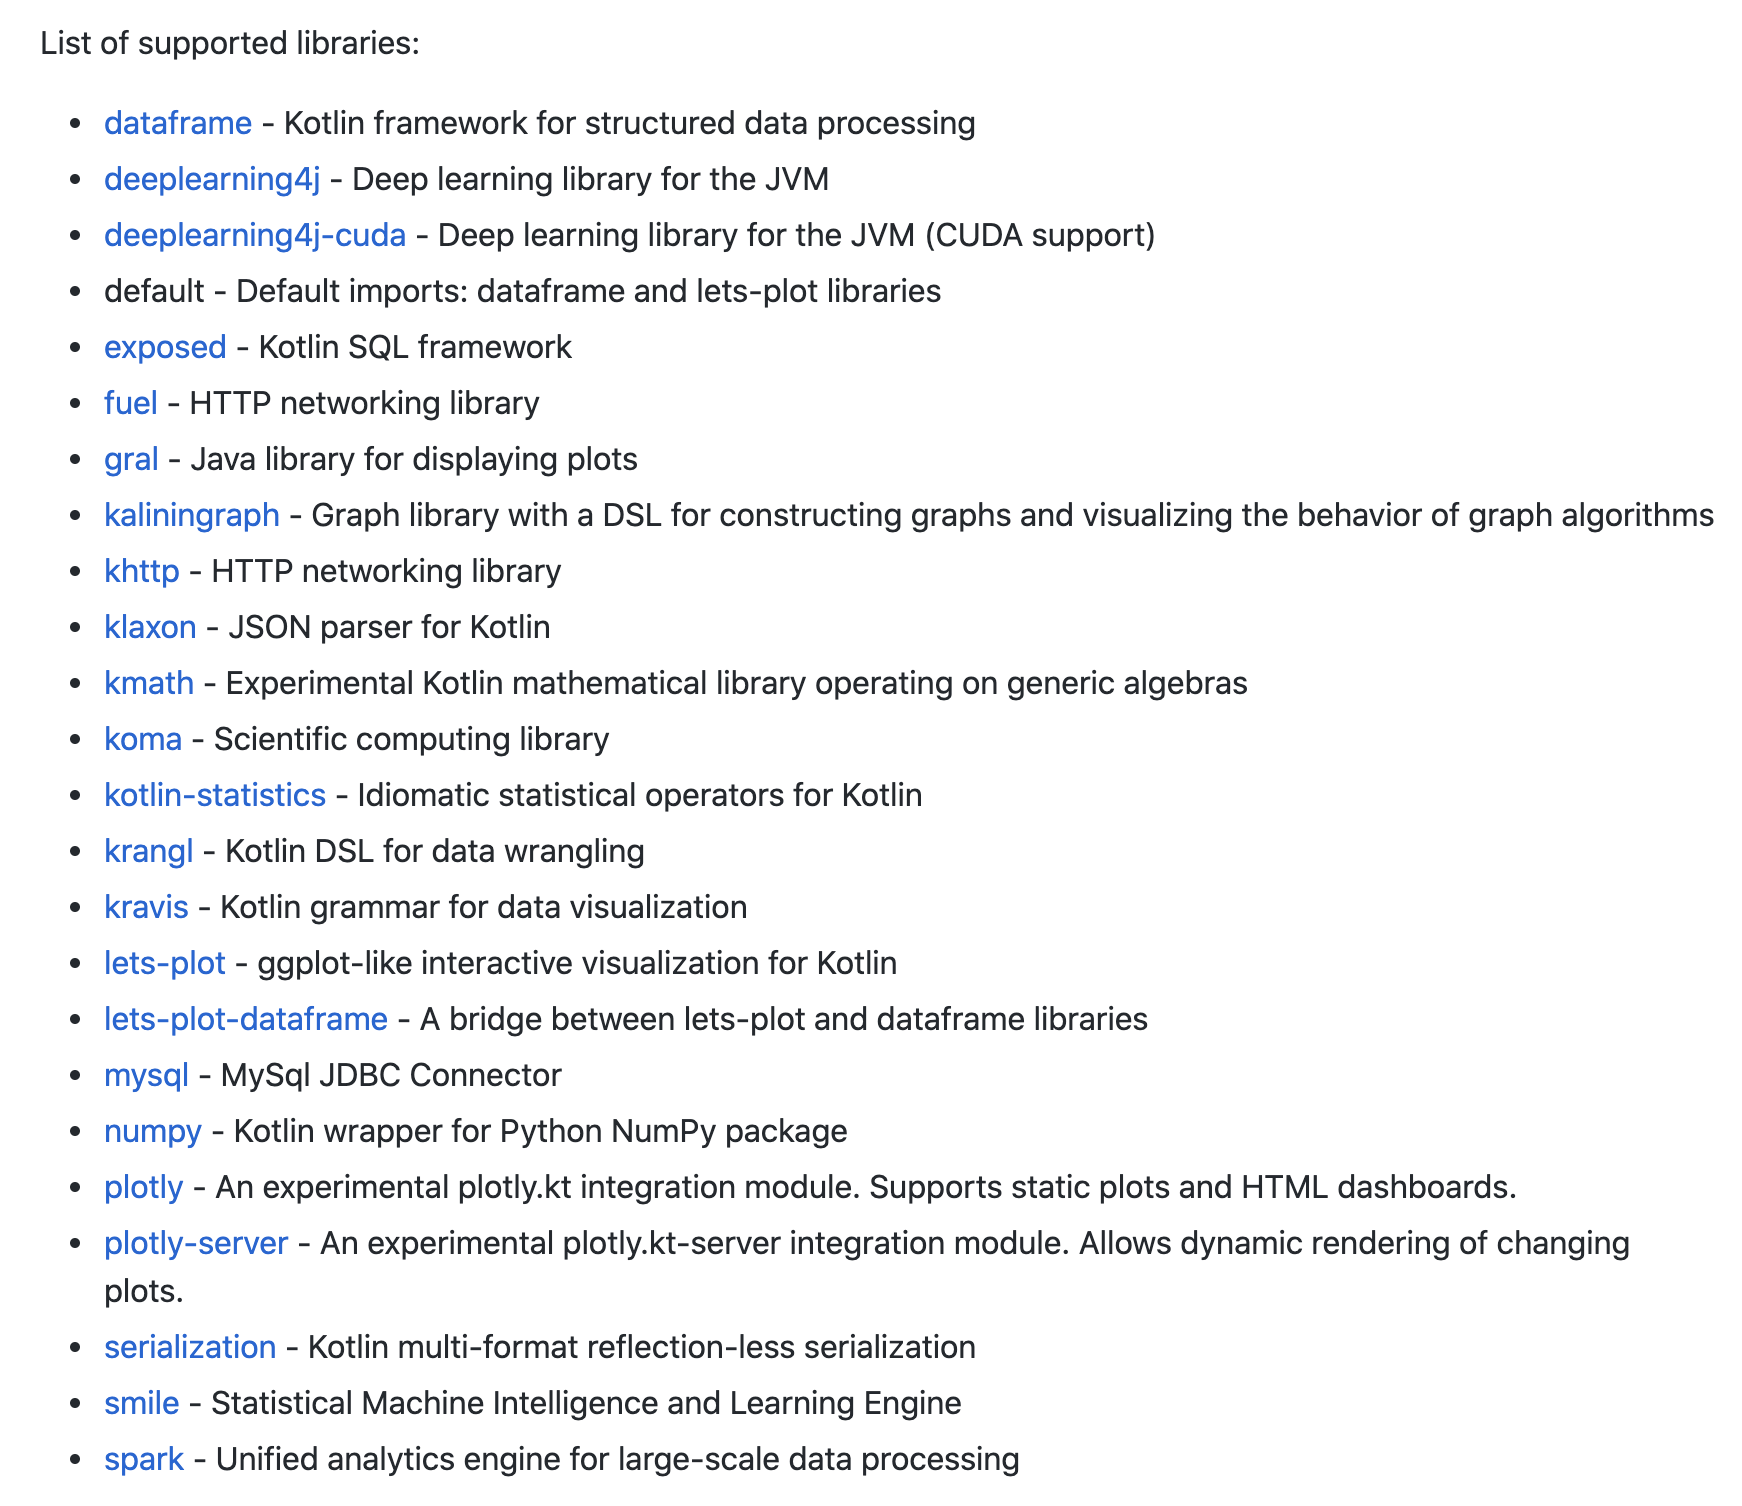 List of supported libraries:
• dataframe - Kotlin framework for structured data processing
• deeplearning4j - Deep learning library for the JVM
• deeplearning4j-cuda - Deep learning library for the JVM (CUDA support)
• default - Default imports: dataframe and lets-plot libraries
• exposed - Kotlin SQL framework
• fuel - HTTP networking library
• gral - Java library for displaying plots
• kaliningraph - Graph library with a DSL for constructing graphs and visualizing the behavior of graph algorithms
• khttp - HTTP networking library
• klaxon - JSON parser for Kotlin
• kmath - Experimental Kotlin mathematical library operating on generic algebras
• koma - Scientific computing library
• kotlin-statistics - Idiomatic statistical operators for Kotlin
• krangl - Kotlin DSL for data wrangling
• kravis - Kotlin grammar for data visualization
• lets-plot - ggplot-like interactive visualization for Kotlin
• lets-plot-dataframe - A bridge between lets-plot and dataframe libraries
• mysql - MySql JDBC Connector
• numpy - Kotlin wrapper for Python NumPy package
• plotly - An experimental plotly.kt integration module. Supports static plots and HTML dashboards.
• plotly-server - An experimental plotly.kt-server integration module. Allows dynamic rendering of changing
plots.
• serialization - Kotlin multi-format reflection-less serialization
• smile - Statistical Machine Intelligence and Learning Engine
• spark - Unified analytics engine for large-scale data processing